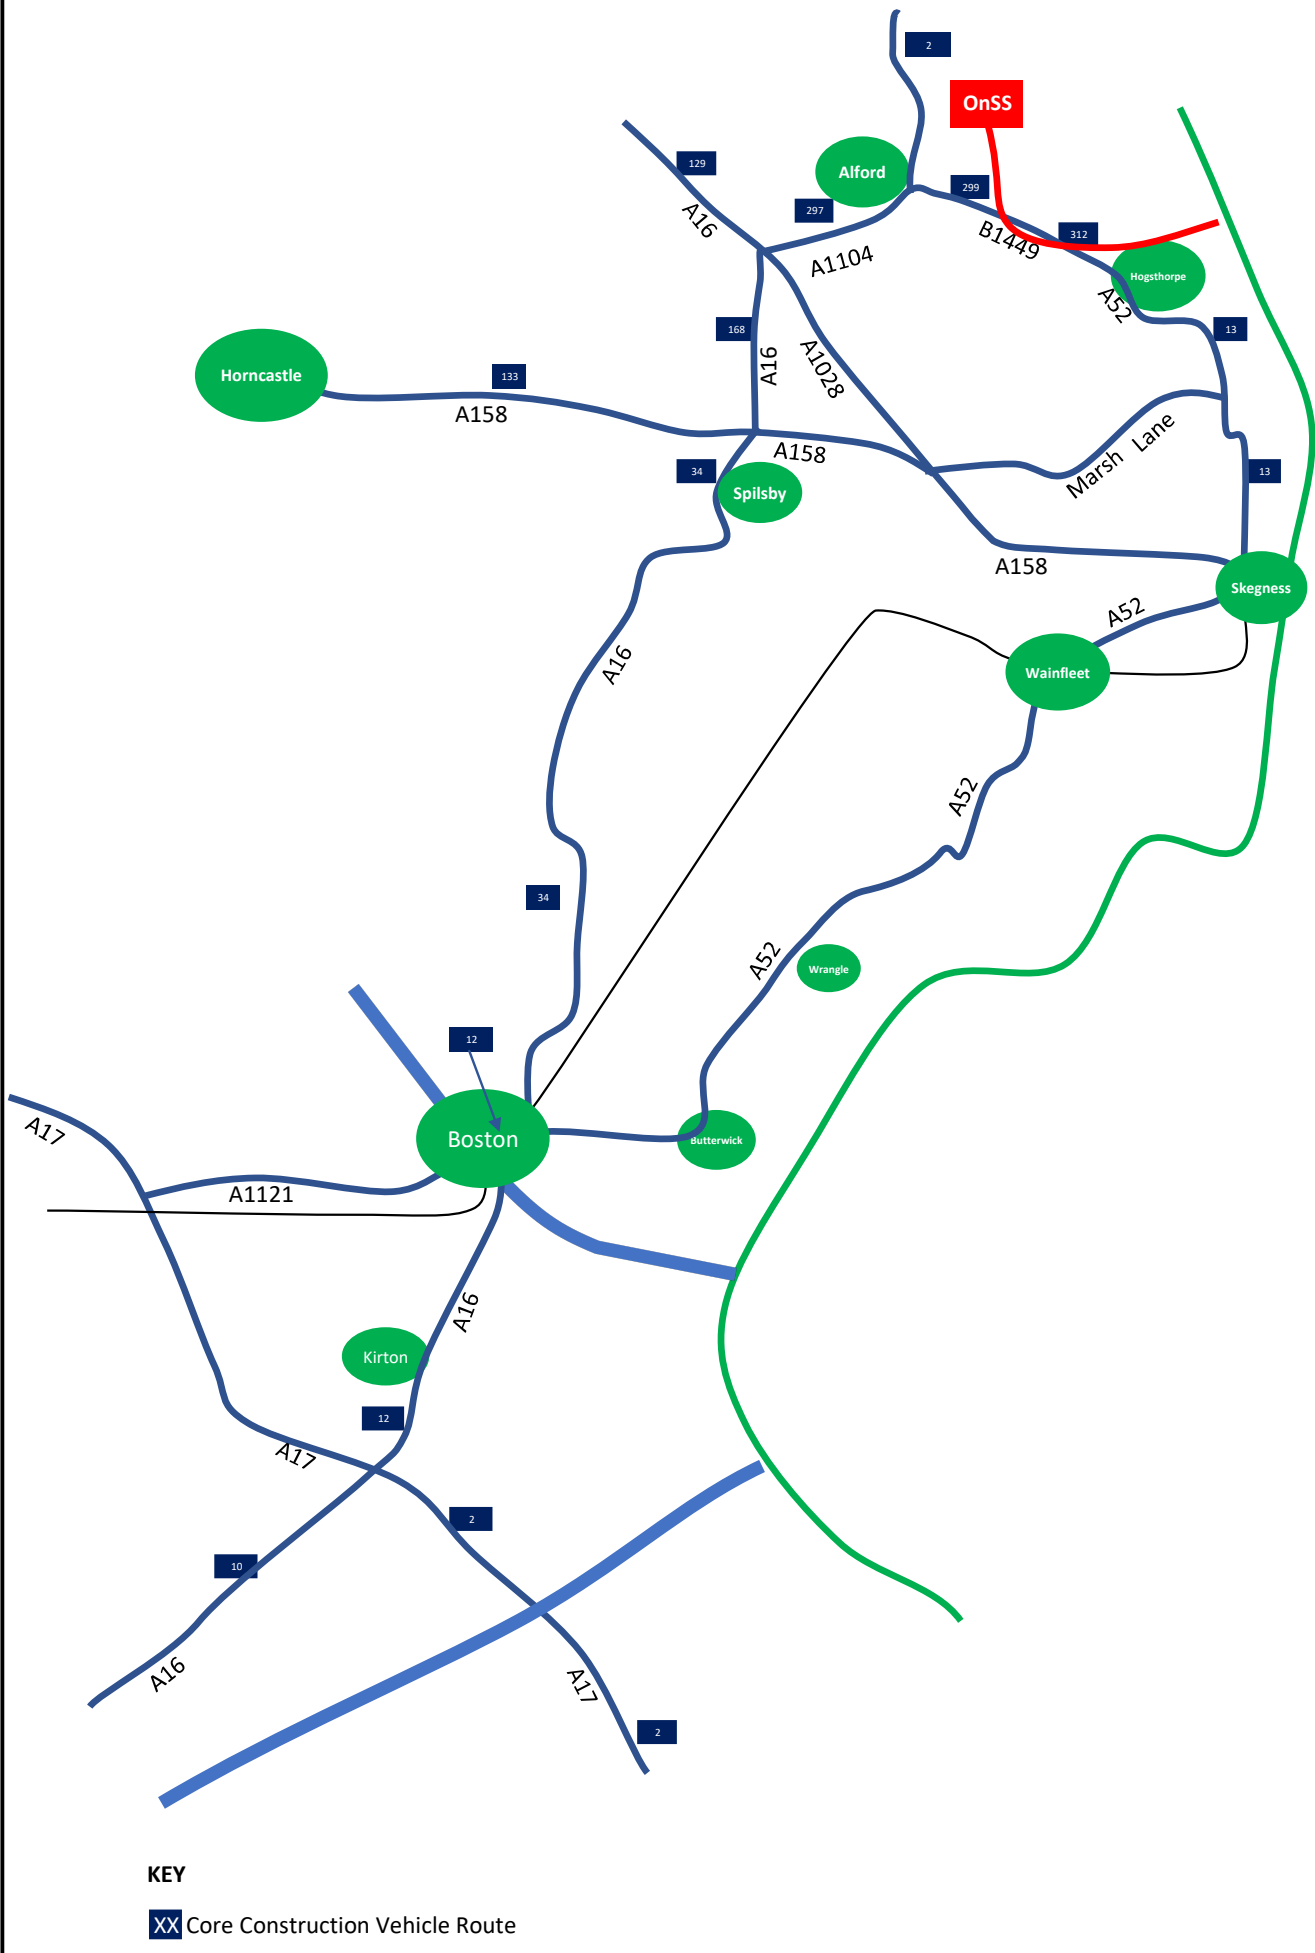 2
OnSS
129
Alford
299
A16
297
312
B1449
A1104
Hogsthorpe
A52
13
168
A16
A1028
Horncastle
133
A158
Marsh Lane
A158
34
13
Spilsby
A158
Skegness
A52
A16
Wainfleet
A52
34
A52
Wrangle
12
A17
Boston
Butterwick
A1121
A16
Kirton
12
A17
2
10
A16
A17
2
KEY
XX Core Construction Vehicle Route